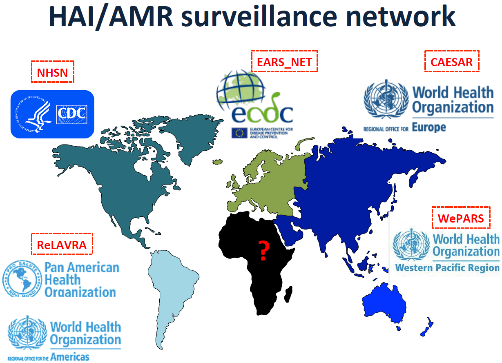 HAI/AMR surveillance network
NHSN
CDC
EARS_NET
ecdc
EUROPEAN CENTRE FOR
DISEASE PREVENTION
AND CONTROL
CAESAR
World Health
Organization
REGIONAL OFFICE FOR Europe
?
ReLAVRA
Pan American
Health
Organization
World Health
Organization
REGIONAL OFFICE FOR THE Americas
WePARS
World Health
Organization
Western Pacific Region